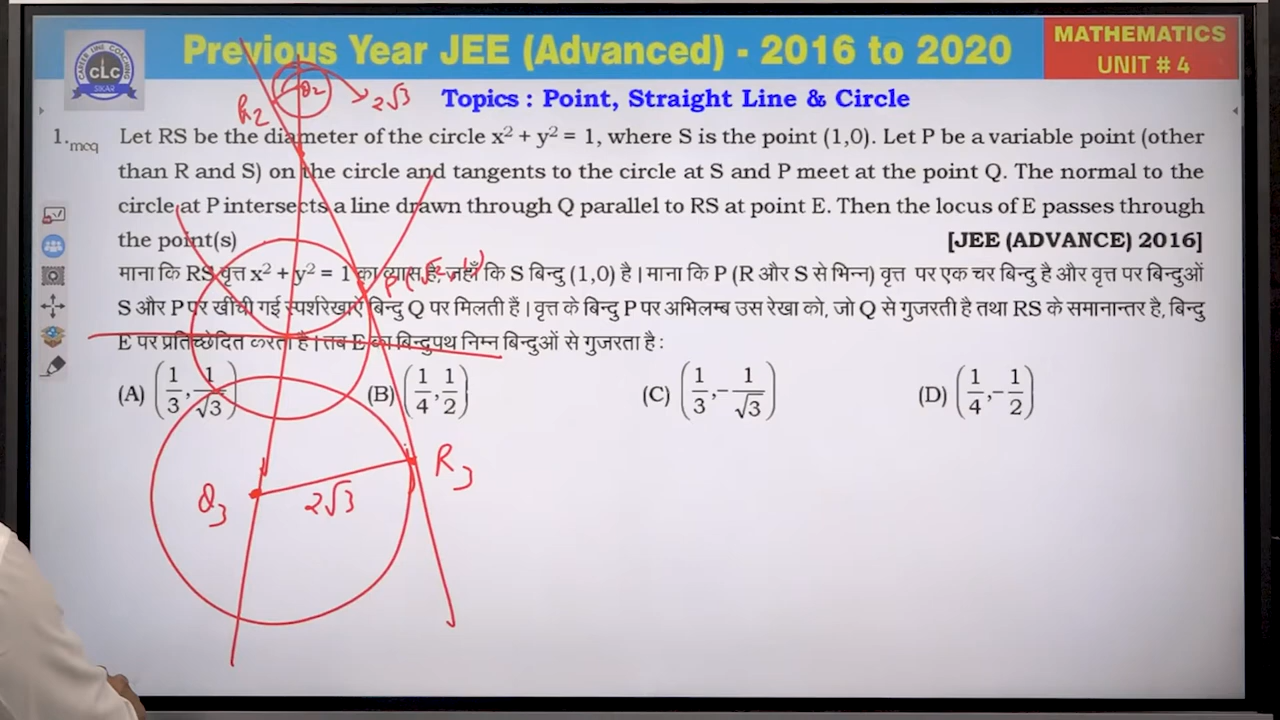 Previous Year JEE (Advanced) - 2016 to 2020
MATHEMATICS
UNIT # 4
CAREER LINE COACHING
CLC
SIKAR
Topics : Point, Straight Line & Circle
R₂
2√3
1.mcq Let RS be the diameter of the circle x² + y² = 1, where S is the point (1,0). Let P be a variable point (other
than R and S) on the circle and tangents to the circle at S and P meet at the point Q. The normal to the
circle at P intersects a line drawn through Q parallel to RS at point E. Then the locus of E passes through
the point(s) [JEE (ADVANCE) 2016]
माना कि RS वृत्त x² + y² = 1 का व्यास है, जहाँ कि S बिन्दु (1,0) है। माना कि P (R और S से भिन्न) वृत्त पर एक चर बिन्दु है और वृत्त पर बिन्दुओं
S और P पर खींची गई स्पर्शरेखाऐं बिन्दु Q पर मिलती हैं। वृत्त के बिन्दु P पर अभिलम्ब उस रेखा को, जो Q से गुजरती है तथा RS के समानान्तर है, बिन्दु
E पर प्रतिच्छेदित करता है। तब E का बिन्दुपथ निम्न बिन्दुओं से गुजरता है :
(A) (1/3, 1/√3) (B) (1/4, 1/2) (C) (1/3, -1/√3) (D) (1/4, -1/2)
Q₃
2√3
R₃